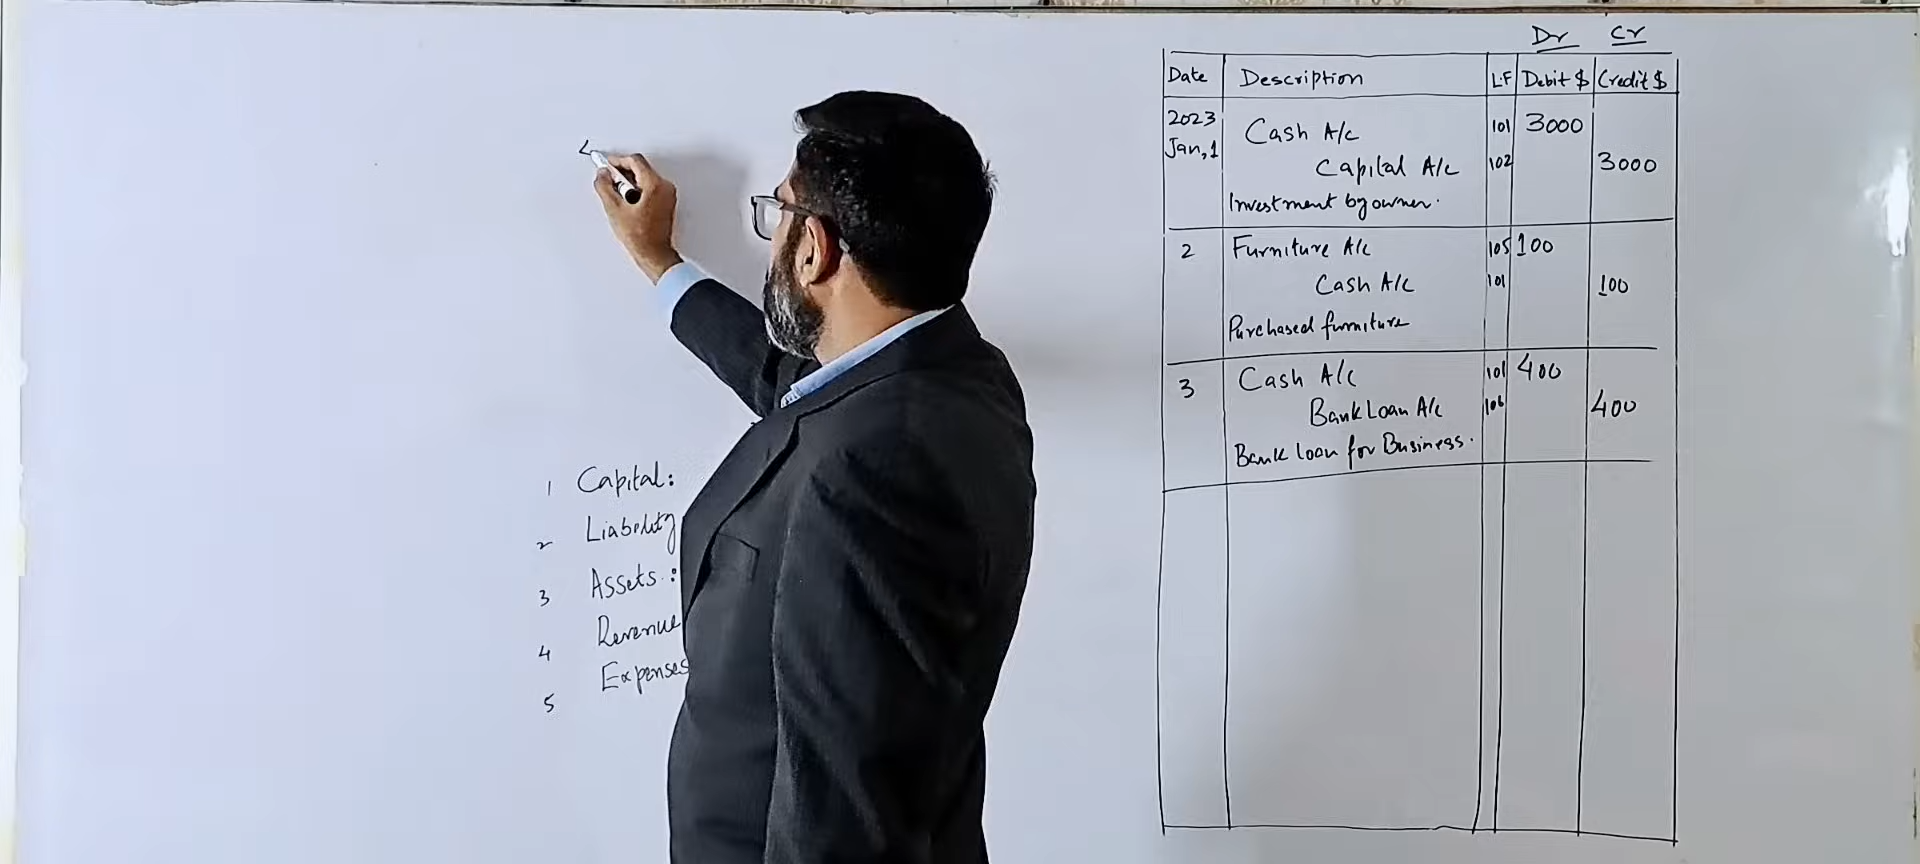 Dr Cr
Date Description L.F Debit $ Credit $
2023
Jan, 1 Cash A/c 101 3000
Capital A/c 102 3000
Investment by owner.
2 Furniture A/c 105 100
Cash A/c 101 100
Purchased furniture
3 Cash A/c 101 400
Bank Loan A/c 106 400
Bank loan for Business.
1 Capital:
2 Liability
3 Assets:
4 Revenue
5 Expenses